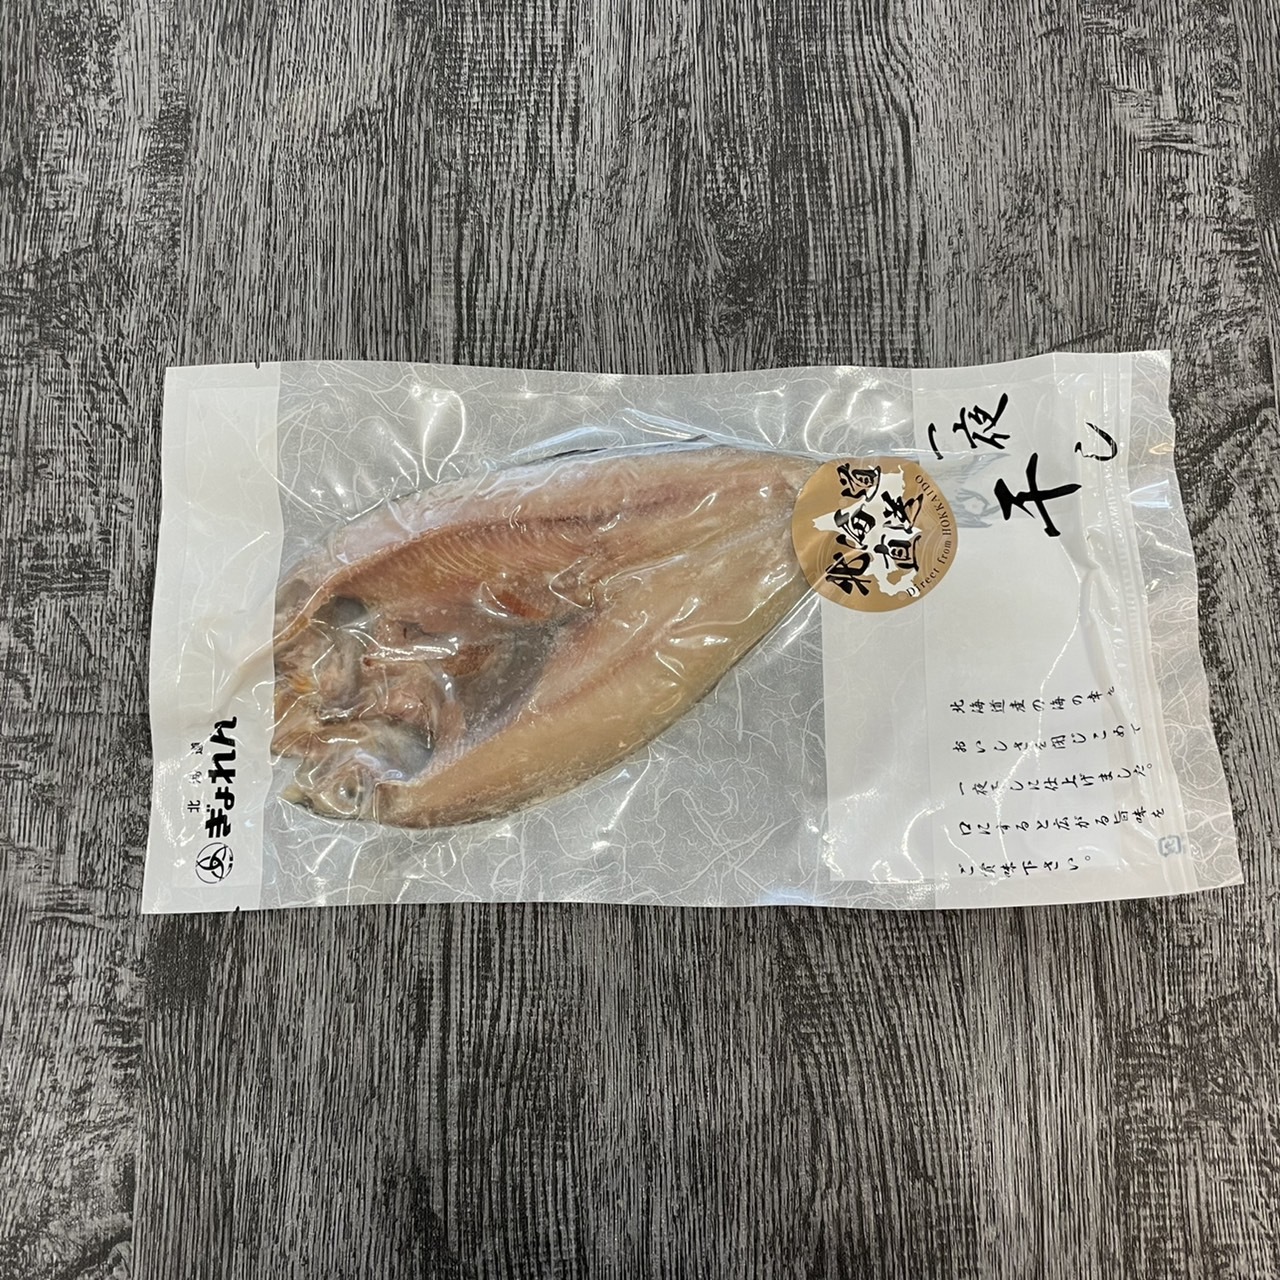 一夜干し
北海道
直送
Direct from HOKKAIDO
北海道産の海の幸を
おいしさを閉じこめて
一夜干しに仕上げました。
口にすると広がる旨味を
ご賞味下さい。
北海道
ぎょれん